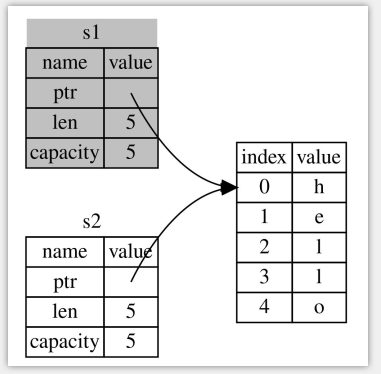 s1
name value
ptr
len 5
capacity 5
s2
name value
ptr
len 5
capacity 5
index value
0 h
1 e
2 l
3 l
4 o